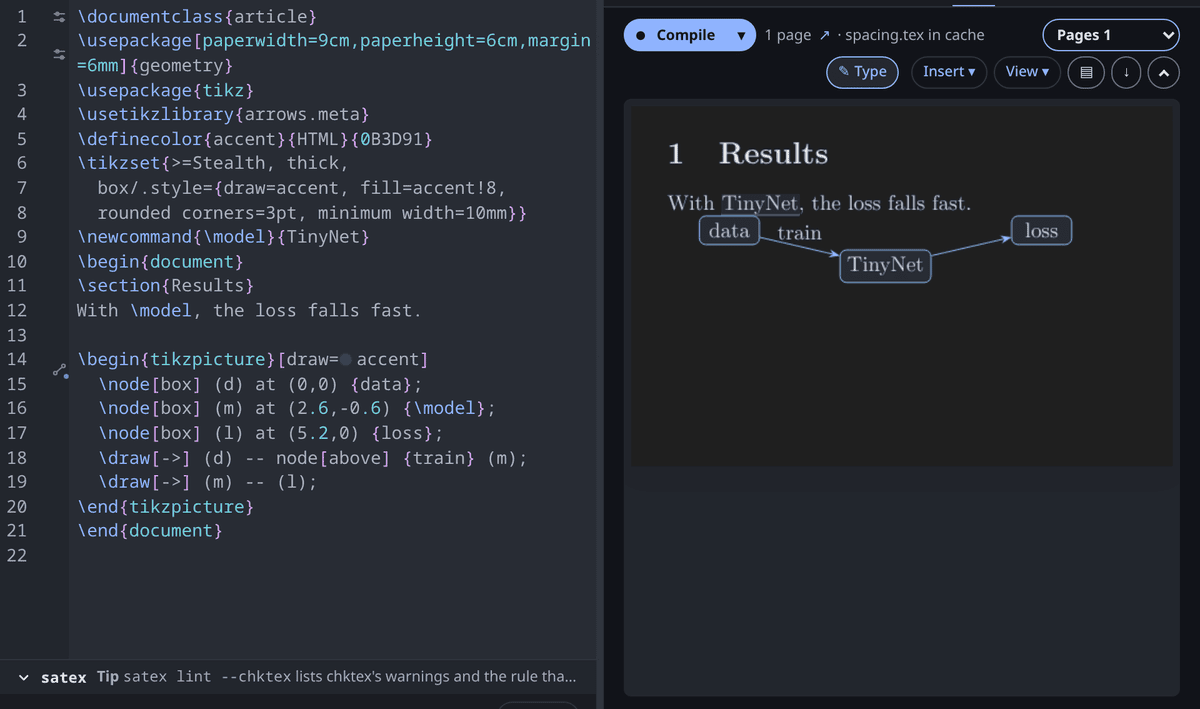 1 \documentclass{article}
2 \usepackage[paperwidth=9cm,paperheight=6cm,margin
=6mm]{geometry}
3 \usepackage{tikz}
4 \usetikzlibrary{arrows.meta}
5 \definecolor{accent}{HTML}{0B3D91}
6 \tikzset{>=Stealth, thick,
7 box/.style={draw=accent, fill=accent!8,
8 rounded corners=3pt, minimum width=10mm}}
9 \newcommand{\model}{TinyNet}
10 \begin{document}
11 \section{Results}
12 With \model, the loss falls fast.
13
14 \begin{tikzpicture}[draw=accent]
15 \node[box] (d) at (0,0) {data};
16 \node[box] (m) at (2.6,-0.6) {\model};
17 \node[box] (l) at (5.2,0) {loss};
18 \draw[->] (d) -- node[above] {train} (m);
19 \draw[->] (m) -- (l);
20 \end{tikzpicture}
21 \end{document}
22
satex Tip satex lint --chktex lists chktex's warnings and the rule tha...
Compile 1 page ↗ · spacing.tex in cache Pages 1
✎ Type Insert ▾ View ▾
1 Results
With TinyNet, the loss falls fast.
data train loss
TinyNet